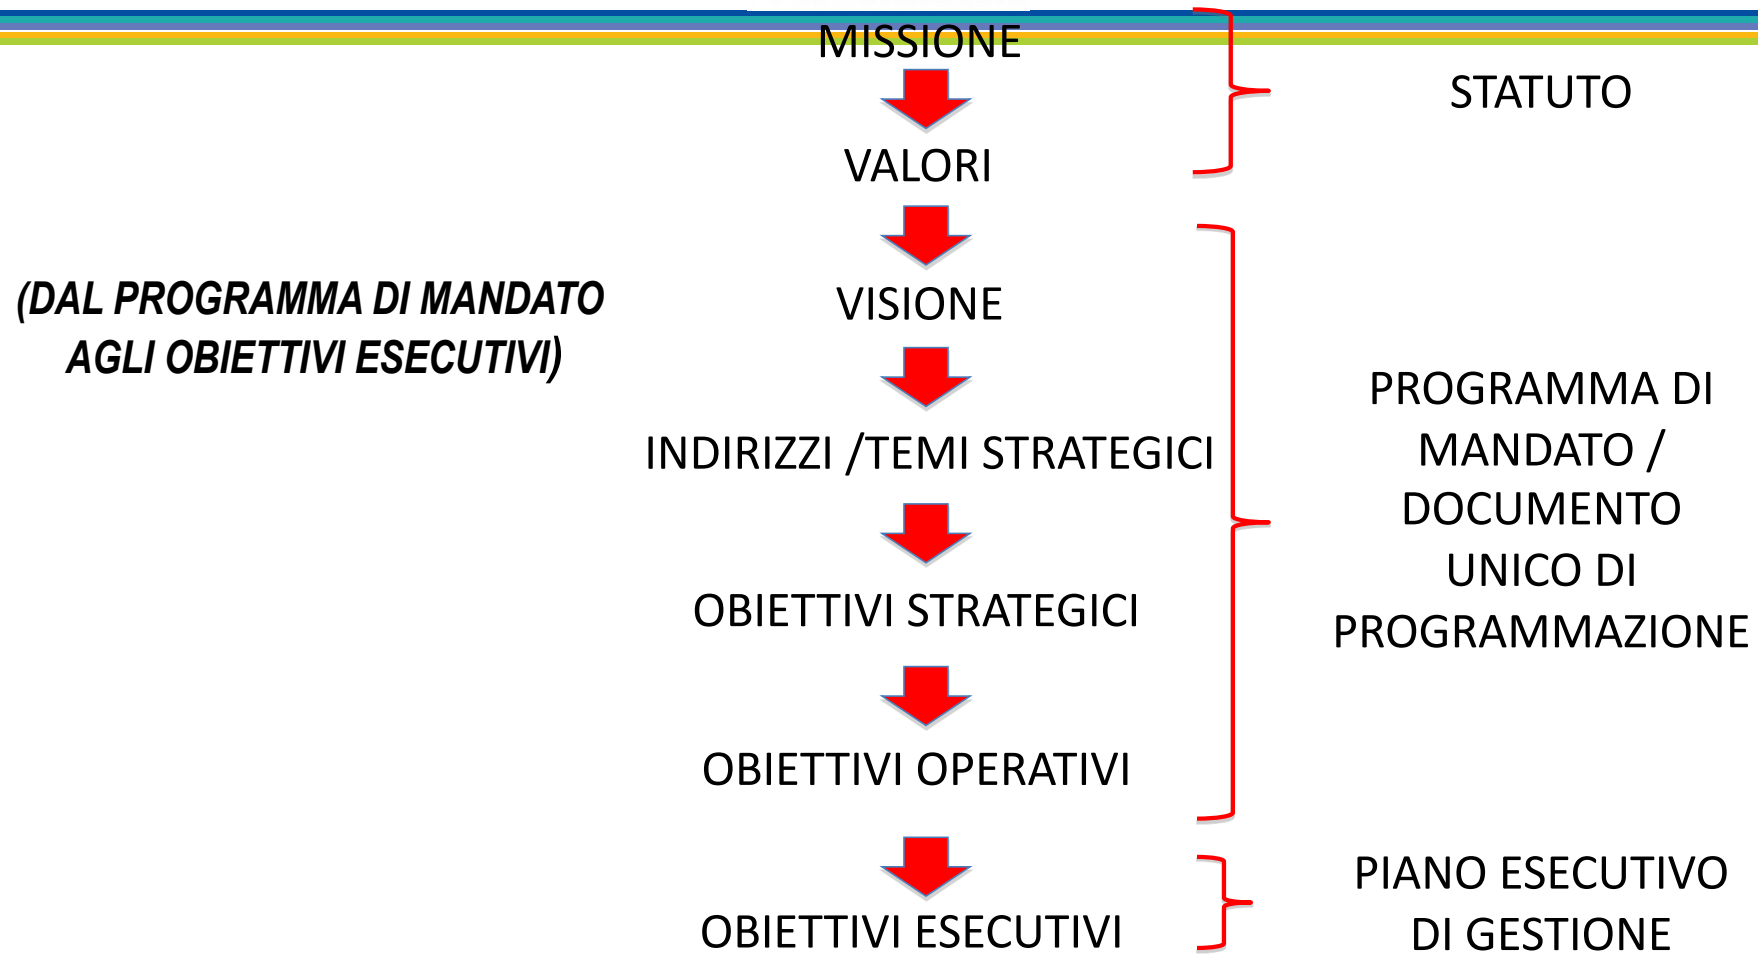 MISSIONE
STATUTO
VALORI
(DAL PROGRAMMA DI MANDATO
AGLI OBIETTIVI ESECUTIVI)
VISIONE
INDIRIZZI /TEMI STRATEGICI
OBIETTIVI STRATEGICI
OBIETTIVI OPERATIVI
PROGRAMMA DI
MANDATO /
DOCUMENTO
UNICO DI
PROGRAMMAZIONE
OBIETTIVI ESECUTIVI
PIANO ESECUTIVO
DI GESTIONE